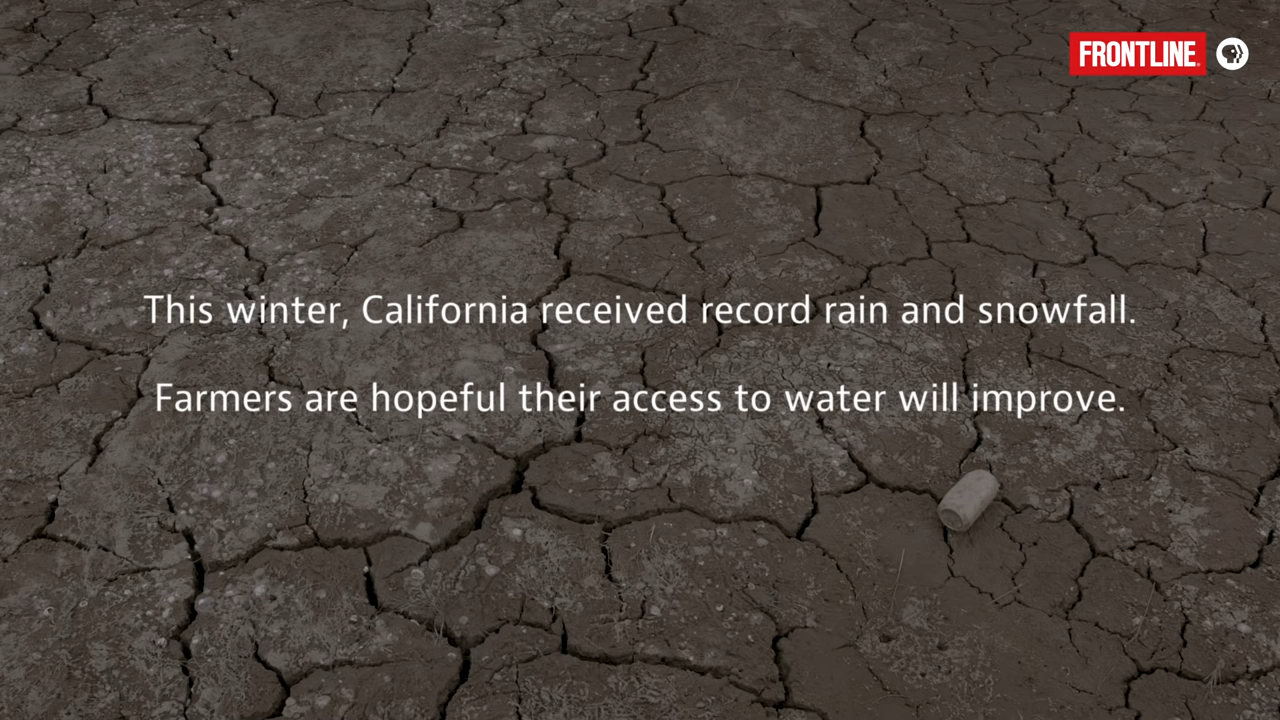 FRONTLINE
This winter, California received record rain and snowfall.
Farmers are hopeful their access to water will improve.